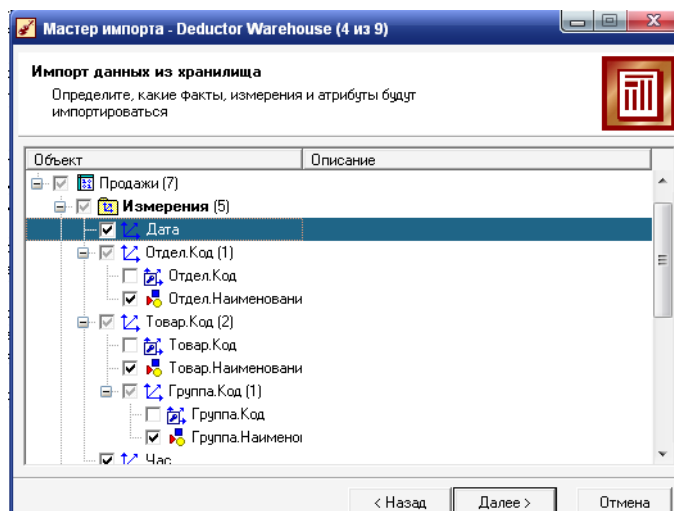 Мастер импорта - Deductor Warehouse (4 из 9)
Импорт данных из хранилища
Определите, какие факты, измерения и атрибуты будут
импортироваться
Объект Описание
Продажи (7)
Измерения (5)
Дата
Отдел.Код (1)
Отдел.Код
Отдел.Наименовани
Товар.Код (2)
Товар.Код
Товар.Наименовани
Группа.Код (1)
Группа.Код
Группа.Наимено
Час
< Назад Далее > Отмена